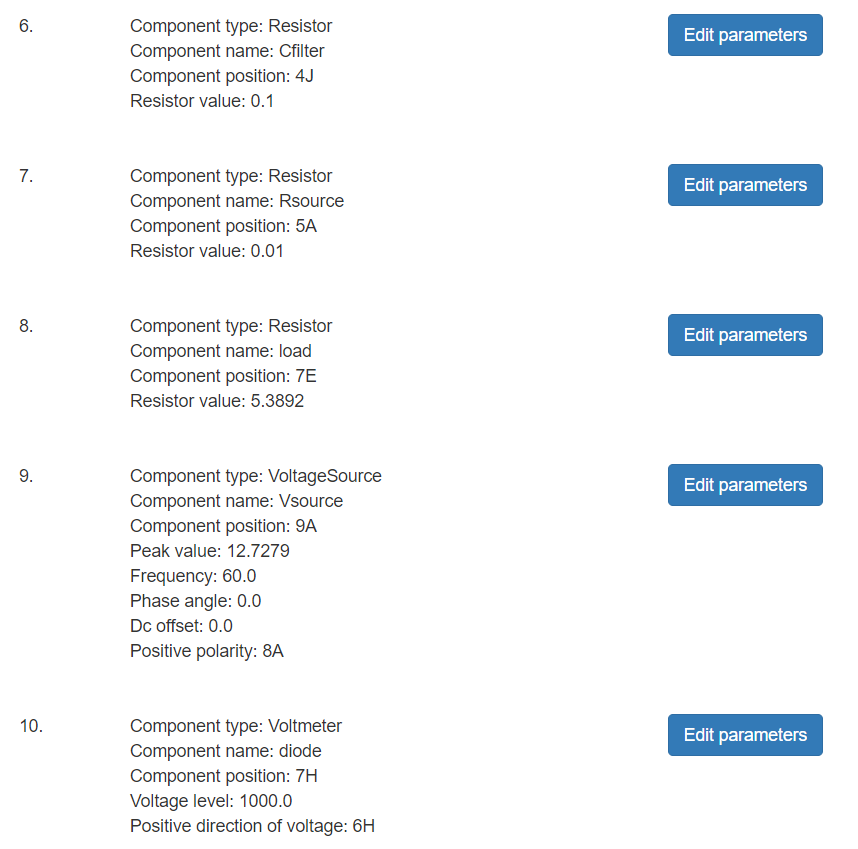 6.
Component type: Resistor
Edit parameters
Component name: Cfilter
Component position: 4J
Resistor value: 0.1
7.
Component type: Resistor
Edit parameters
Component name: Rsource
Component position: 5A
Resistor value: 0.01
8.
Component type: Resistor
Edit parameters
Component name: load
Component position: 7E
Resistor value: 5.3892
9.
Component type: VoltageSource
Edit parameters
Component name: Vsource
Component position: 9A
Peak value: 12.7279
Frequency: 60.0
Phase angle: 0.0
Dc offset: 0.0
Positive polarity: 8A
10.
Component type: Voltmeter
Edit parameters
Component name: diode
Component position: 7H
Voltage level: 1000.0
Positive direction of voltage: 6H